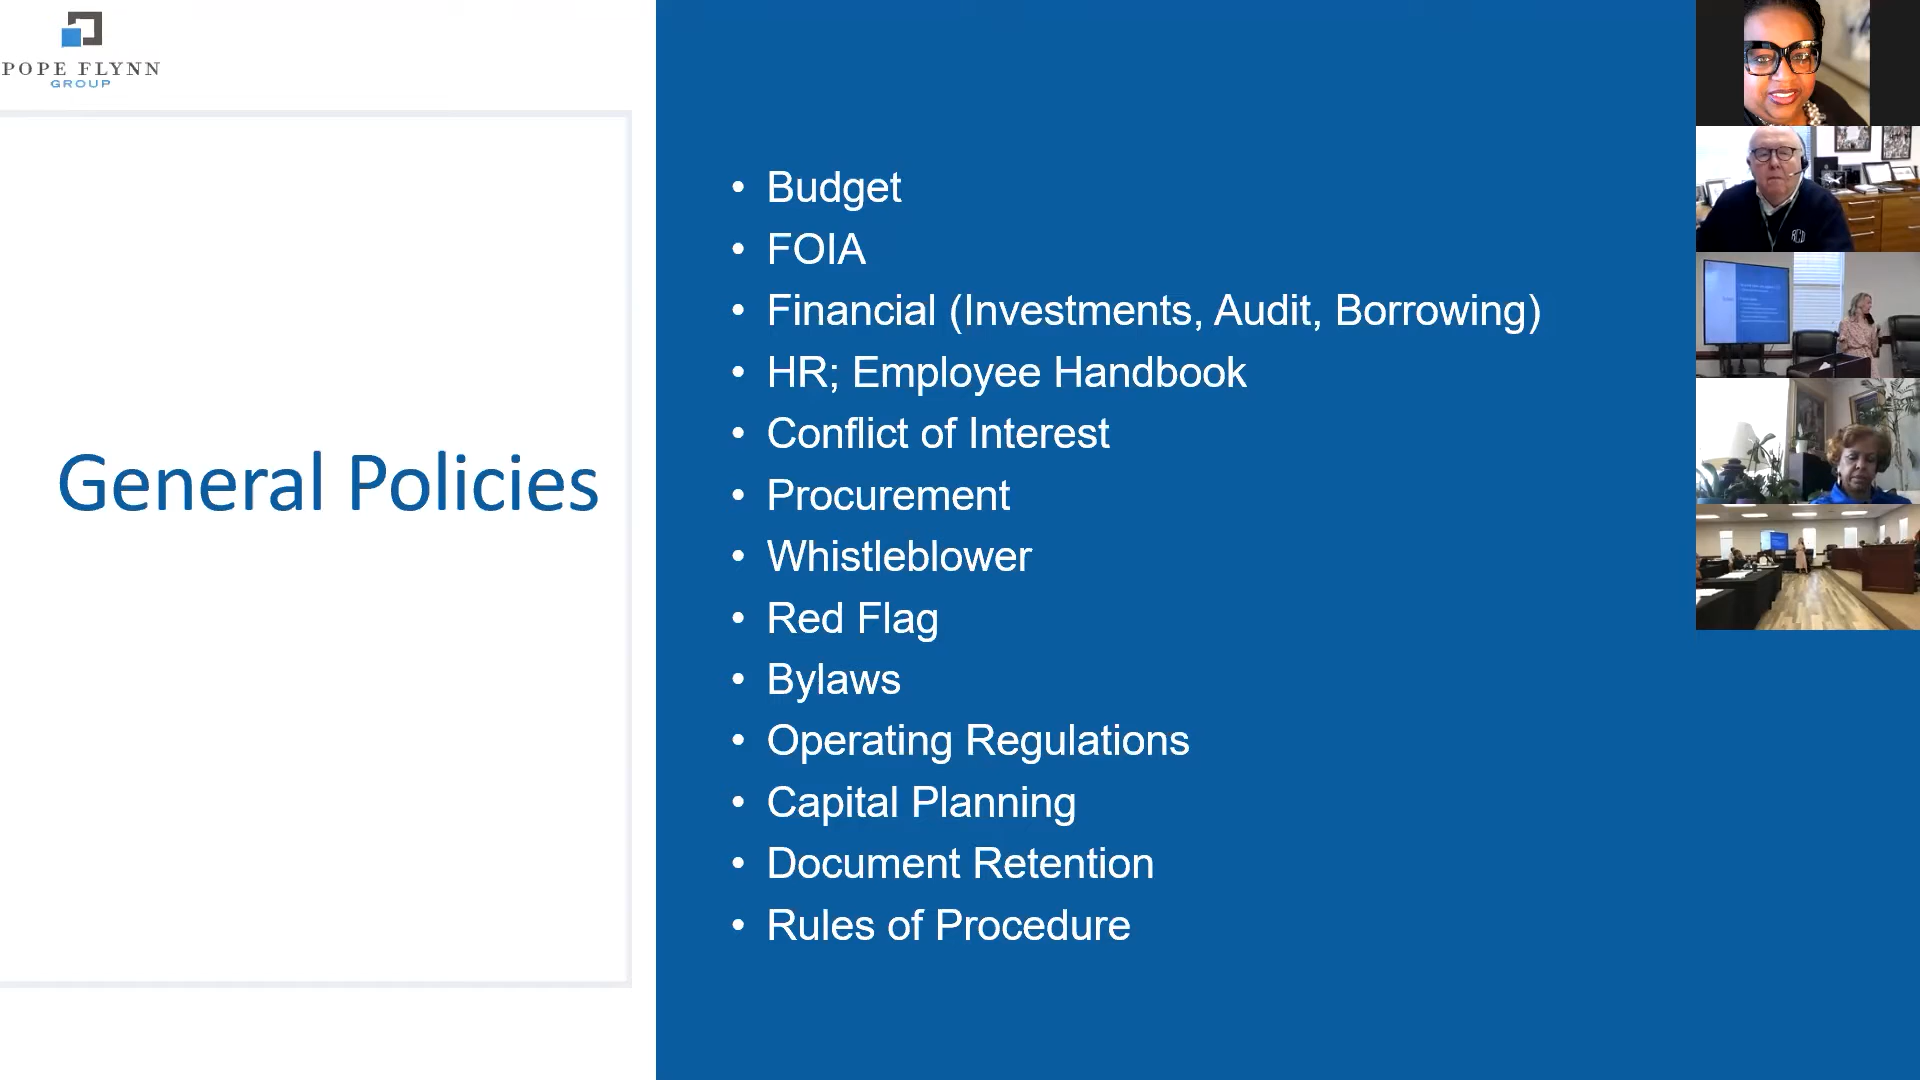 POPE FLYNN
GROUP
General Policies
• Budget
• FOIA
• Financial (Investments, Audit, Borrowing)
• HR; Employee Handbook
• Conflict of Interest
• Procurement
• Whistleblower
• Red Flag
• Bylaws
• Operating Regulations
• Capital Planning
• Document Retention
• Rules of Procedure